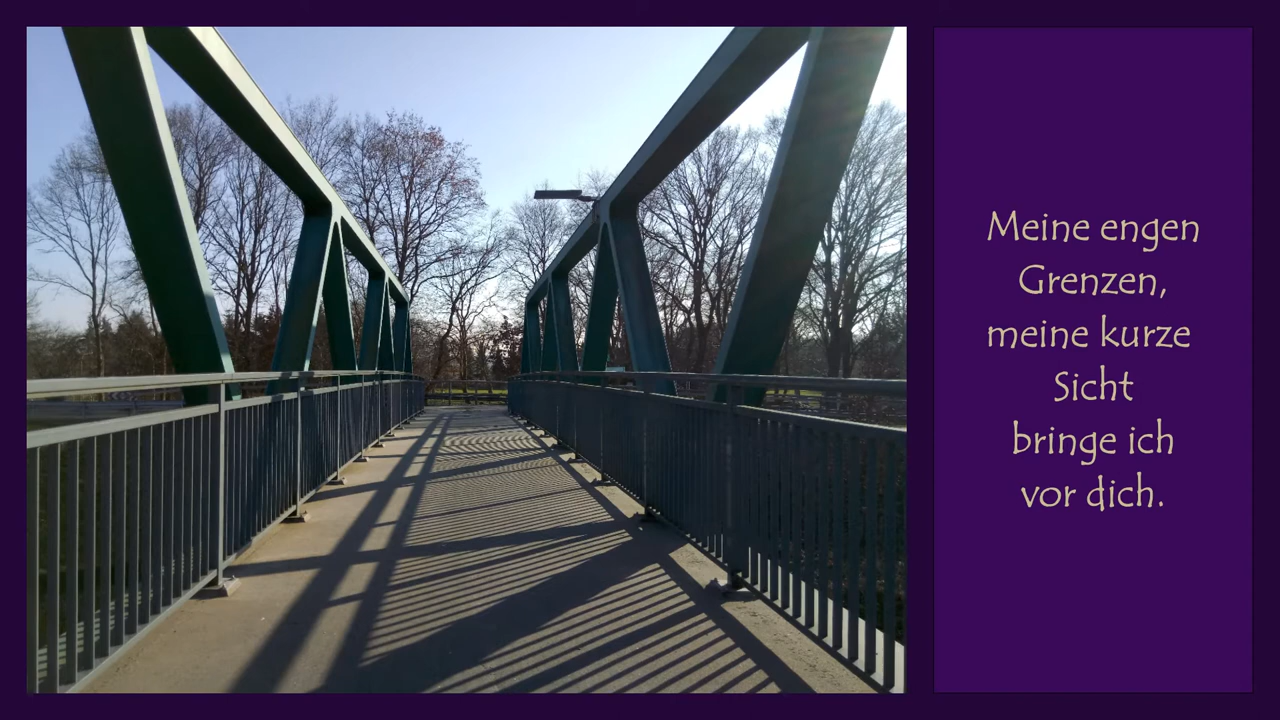 Meine engen
Grenzen,
meine kurze
Sicht
bringe ich
vor dich.